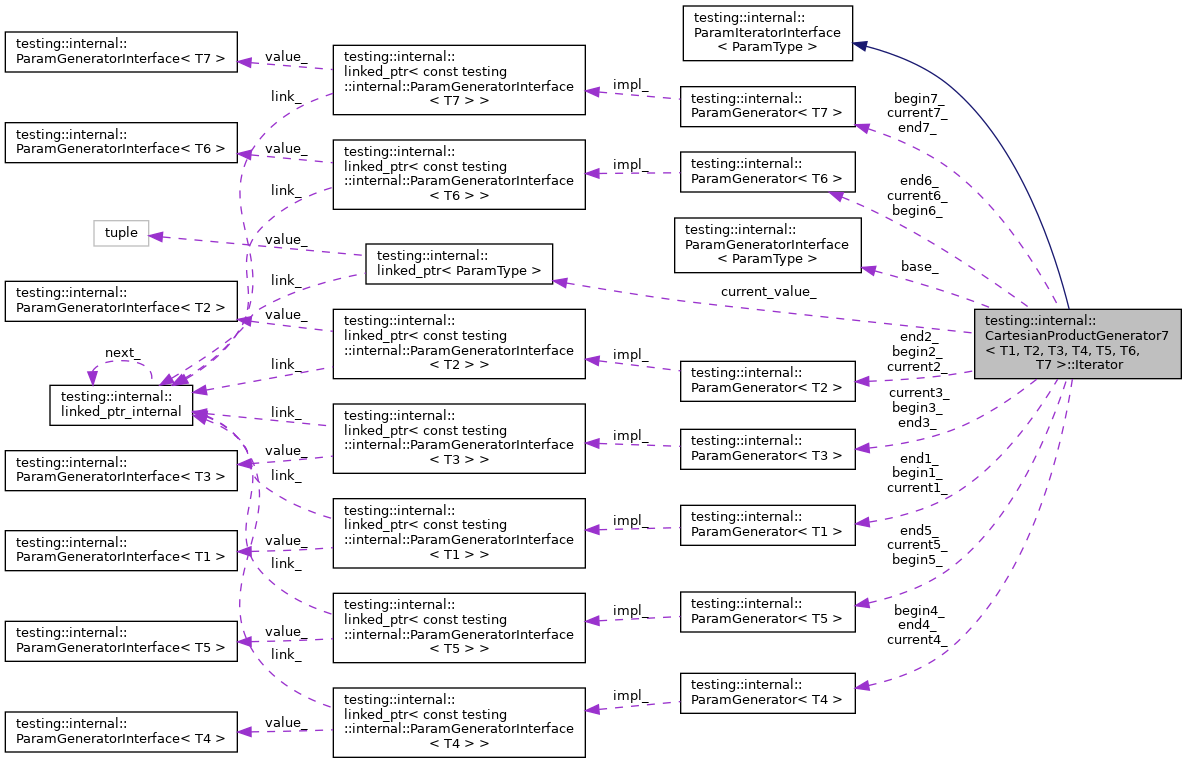 testing::internal::
ParamIteratorInterface
< ParamType >
testing::internal::
ParamGeneratorInterface< T7 >
value_
testing::internal::
linked_ptr< const testing
::internal::ParamGeneratorInterface
< T7 > >
link_
impl_
testing::internal::
ParamGenerator< T7 >
begin7_
current7_
end7_
testing::internal::
ParamGeneratorInterface< T6 >
value_
testing::internal::
linked_ptr< const testing
::internal::ParamGeneratorInterface
< T6 > >
link_
impl_
testing::internal::
ParamGenerator< T6 >
end6_
current6_
begin6_
tuple
value_
testing::internal::
linked_ptr< ParamType >
link_
testing::internal::
ParamGeneratorInterface
< ParamType >
base_
current_value_
testing::internal::
CartesianProductGenerator7
< T1, T2, T3, T4, T5, T6,
T7 >::Iterator
testing::internal::
ParamGeneratorInterface< T2 >
value_
testing::internal::
linked_ptr< const testing
::internal::ParamGeneratorInterface
< T2 > >
link_
impl_
testing::internal::
ParamGenerator< T2 >
end2_
begin2_
current2_
next_
testing::internal::
linked_ptr_internal
link_
testing::internal::
linked_ptr< const testing
::internal::ParamGeneratorInterface
< T3 > >
impl_
testing::internal::
ParamGenerator< T3 >
current3_
begin3_
end3_
testing::internal::
ParamGeneratorInterface< T3 >
value_
link_
testing::internal::
linked_ptr< const testing
::internal::ParamGeneratorInterface
< T1 > >
impl_
testing::internal::
ParamGenerator< T1 >
end1_
begin1_
current1_
testing::internal::
ParamGeneratorInterface< T1 >
value_
link_
testing::internal::
linked_ptr< const testing
::internal::ParamGeneratorInterface
< T5 > >
impl_
testing::internal::
ParamGenerator< T5 >
end5_
current5_
begin5_
testing::internal::
ParamGeneratorInterface< T5 >
value_
link_
testing::internal::
linked_ptr< const testing
::internal::ParamGeneratorInterface
< T4 > >
impl_
testing::internal::
ParamGenerator< T4 >
begin4_
end4_
current4_
testing::internal::
ParamGeneratorInterface< T4 >
value_